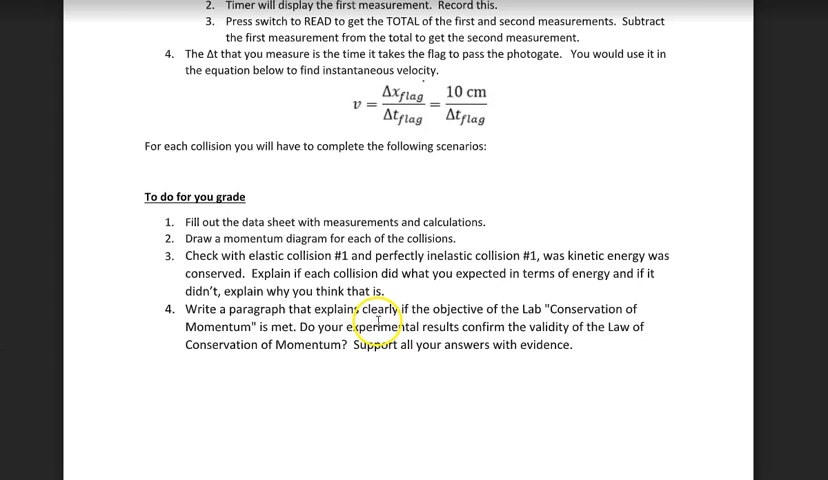 2. Timer will display the first measurement. Record this.
3. Press switch to READ to get the TOTAL of the first and second measurements. Subtract
the first measurement from the total to get the second measurement.
4. The Δt that you measure is the time it takes the flag to pass the photogate. You would use it in
the equation below to find instantaneous velocity.
v = Δx_flag / Δt_flag = 10 cm / Δt_flag
For each collision you will have to complete the following scenarios:
To do for you grade
1. Fill out the data sheet with measurements and calculations.
2. Draw a momentum diagram for each of the collisions.
3. Check with elastic collision #1 and perfectly inelastic collision #1, was kinetic energy was
conserved. Explain if each collision did what you expected in terms of energy and if it
didn't, explain why you think that is.
4. Write a paragraph that explains clearly if the objective of the Lab "Conservation of
Momentum" is met. Do your experimental results confirm the validity of the Law of
Conservation of Momentum? Support all your answers with evidence.